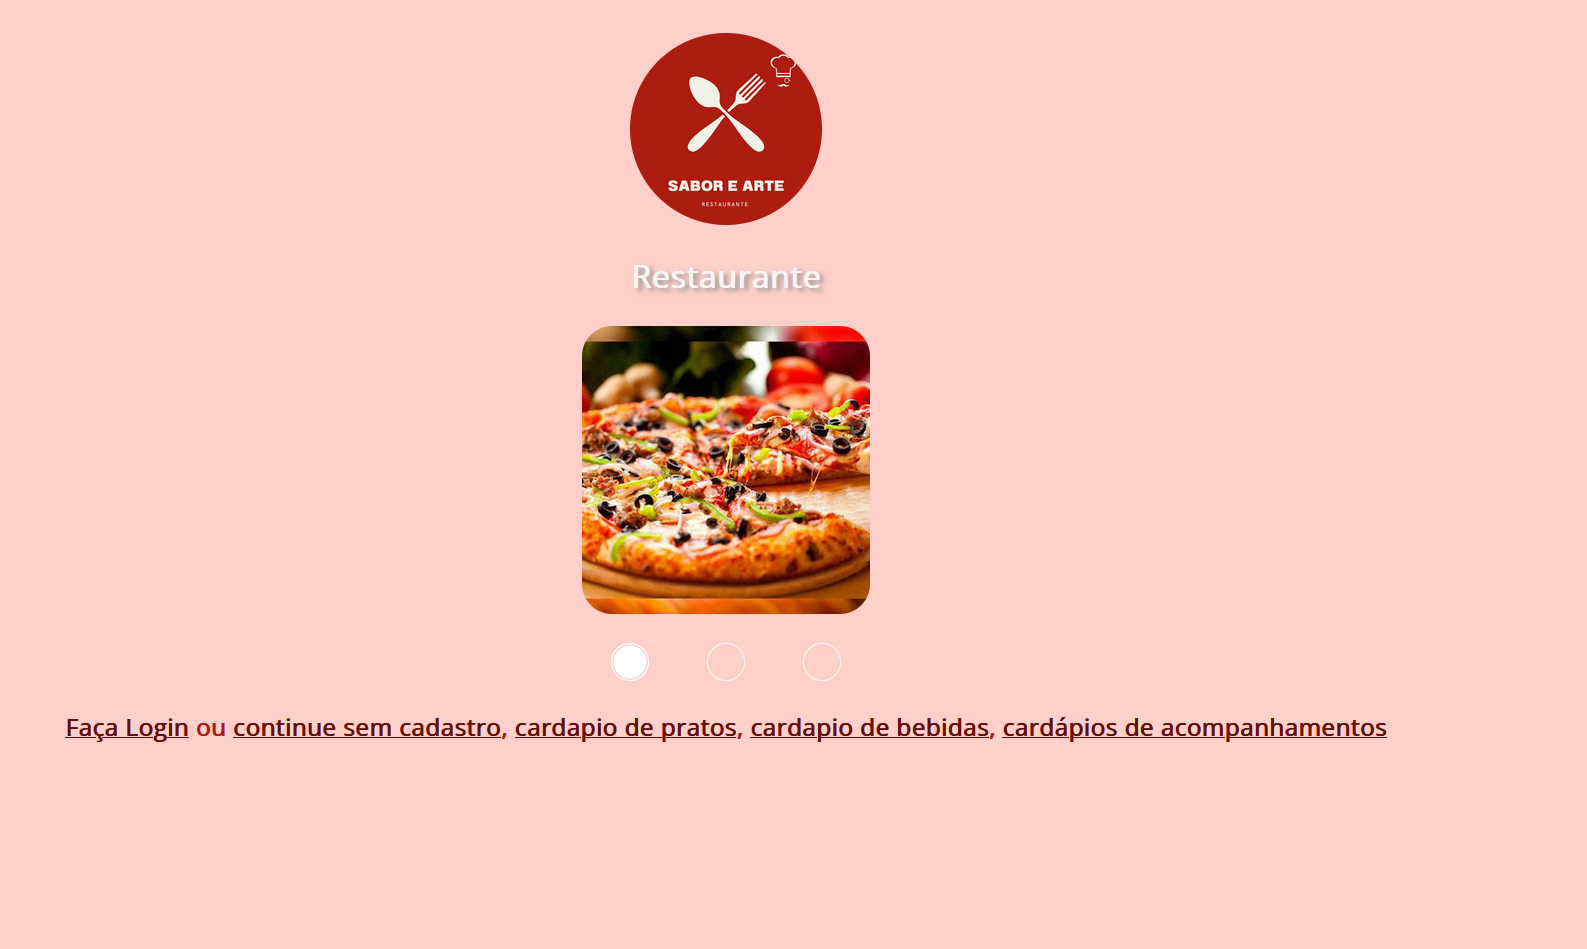 SABOR E ARTE
RESTAURANTE
Restaurante
Faça Login ou continue sem cadastro, cardapio de pratos, cardapio de bebidas, cardápios de acompanhamentos